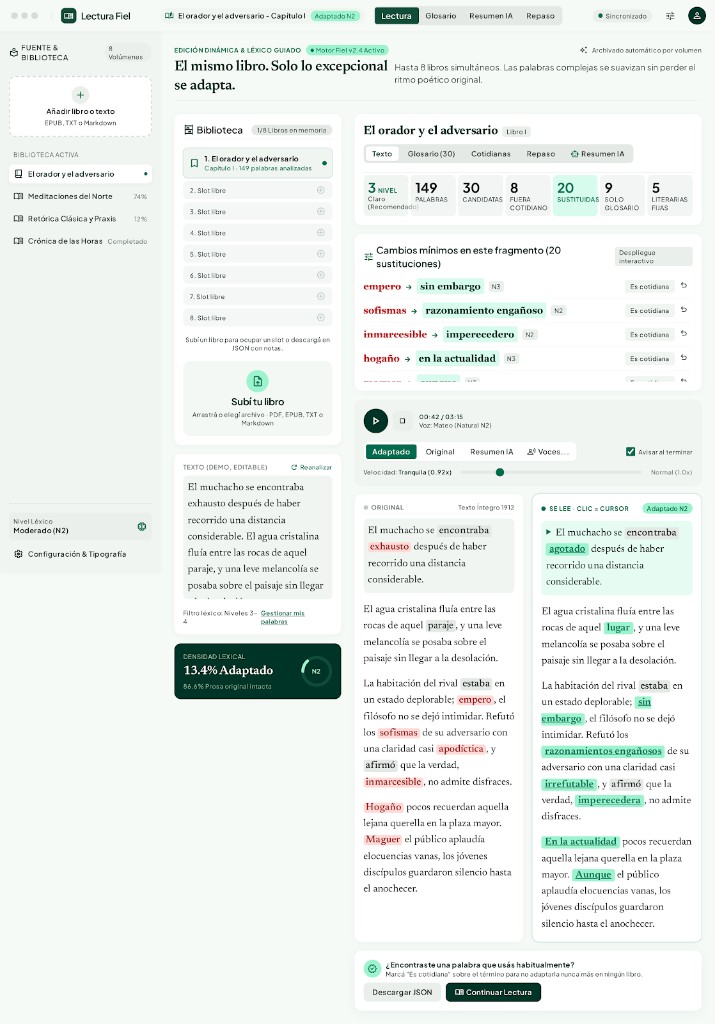 Lectura Fiel
El orador y el adversario - Capítulo I
Adaptado N2
Lectura
Glosario
Resumen IA
Repaso
Sincronizado
FUENTE &
BIBLIOTECA
8
Volúmenes
Añadir libro o texto
EPUB, TXT o Markdown
BIBLIOTECA ACTIVA
El orador y el adversario
Meditaciones del Norte 74%
Retórica Clásica y Praxis 12%
Crónica de las Horas Completado
Nivel Léxico
Moderado (N2)
Configuración & Tipografía
EDICIÓN DINÁMICA & LÉXICO GUIADO
Motor Fiel v2.4 Activo
Archivado automático por volumen
El mismo libro. Solo lo excepcional
se adapta.
Hasta 8 libros simultáneos. Las palabras complejas se suavizan sin perder el
ritmo poético original.
Biblioteca
1/8 Libros en memoria
1. El orador y el adversario
Capítulo I · 149 palabras analizadas
2. Slot libre
3. Slot libre
4. Slot libre
5. Slot libre
6. Slot libre
7. Slot libre
8. Slot libre
Subí un libro para ocupar un slot o descargá en
JSON con notas.
Subí tu libro
Arrastrá o elegí archivo · PDF, EPUB, TXT o
Markdown
TEXTO (DEMO, EDITABLE)
Reanalizar
El muchacho se encontraba
exhausto después de haber
recorrido una distancia
considerable. El agua cristalina
fluía entre las rocas de aquel
paraje, y una leve melancolía se
posaba sobre el paisaje sin llegar
Filtro léxico: Niveles 3–
4
Gestionar mis
palabras
DENSIDAD LEXICAL
13.4% Adaptado
86.6% Prosa original intacta
N2
El orador y el adversario
Libro I
Texto
Glosario (30)
Cotidianas
Repaso
Resumen IA
3 NIVEL
Claro
(Recomendado)
149
PALABRAS
30
CANDIDATAS
8
FUERA
COTIDIANO
20
SUSTITUIDAS
9
SOLO
GLOSARIO
5
LITERARIAS
FIJAS
Cambios mínimos en este fragmento (20
sustituciones)
Despliegue
interactivo
empero → sin embargo N3 Es cotidiana
sofismas → razonamiento engañoso N2 Es cotidiana
inmarcesible → imperecedero N2 Es cotidiana
hogaño → en la actualidad N3 Es cotidiana
00:42 / 03:15
Voz: Mateo (Natural N2)
Adaptado
Original
Resumen IA
Voces...
Avisar al terminar
Velocidad: Tranquila (0.92x)
Normal (1.0x)
ORIGINAL
Texto íntegro 1912
El muchacho se encontraba
exhausto después de haber
recorrido una distancia
considerable.
El agua cristalina fluía entre las
rocas de aquel paraje, y una leve
melancolía se posaba sobre el
paisaje sin llegar a la desolación.
La habitación del rival estaba en
un estado deplorable; empero, el
filósofo no se dejó intimidar. Refutó
los sofismas de su adversario con
una claridad casi apodíctica, y
afirmó que la verdad,
inmarcesible, no admite disfraces.
Hogaño pocos recuerdan aquella
lejana querella en la plaza mayor.
Maguer el público aplaudía
elocuencias vanas, los jóvenes
discípulos guardaron silencio hasta
el anochecer.
SE LEE · CLIC = CURSOR
Adaptado N2
El muchacho se encontraba
agotado después de haber
recorrido una distancia
considerable.
El agua cristalina fluía entre las
rocas de aquel lugar, y una leve
melancolía se posaba sobre el
paisaje sin llegar a la desolación.
La habitación del rival estaba en
un estado deplorable; sin
embargo, el filósofo no se dejó
intimidar. Refutó los
razonamientos engañosos de su
adversario con una claridad casi
irrefutable, y afirmó que la
verdad, imperecedera, no admite
disfraces.
En la actualidad pocos recuerdan
aquella lejana querella en la plaza
mayor. Aunque el público
aplaudía elocuencias vanas, los
jóvenes discípulos guardaron
silencio hasta el anochecer.
¿Encontraste una palabra que usás habitualmente?
Marcá "Es cotidiana" sobre el término para no adaptarla nunca más en ningún libro.
Descargar JSON
Continuar Lectura